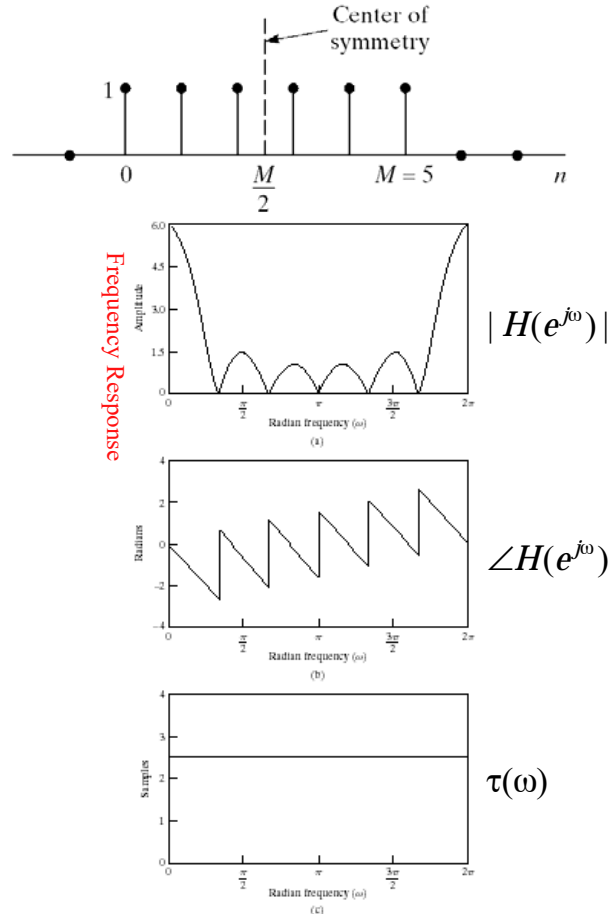 Center of
symmetry
1
0
M/2
M = 5
n
Frequency Response
6.0
4.5
3.0
1.5
0
Amplitude
0
π/2
π
3π/2
2π
Radian frequency (ω)
(a)
| H(e^{jω}) |
4
2
0
−2
−4
Radians
0
π/2
π
3π/2
2π
Radian frequency (ω)
(b)
∠H(e^{jω})
4
3
2
1
0
Samples
0
π/2
π
3π/2
2π
Radian frequency (ω)
(c)
τ(ω)